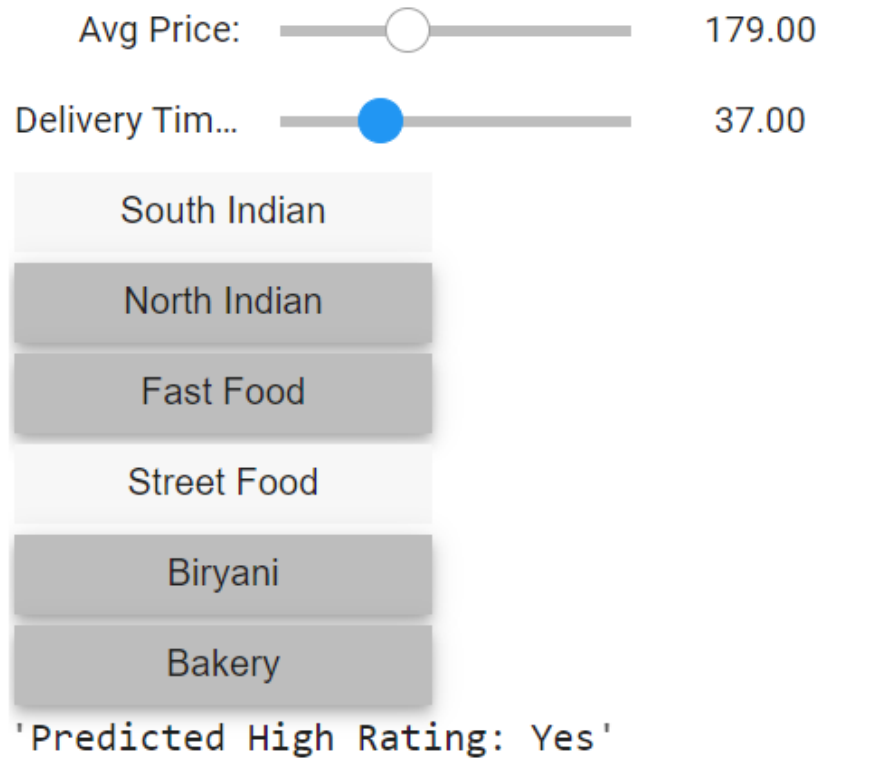 Avg Price: 179.00
Delivery Tim... 37.00
South Indian
North Indian
Fast Food
Street Food
Biryani
Bakery
'Predicted High Rating: Yes'